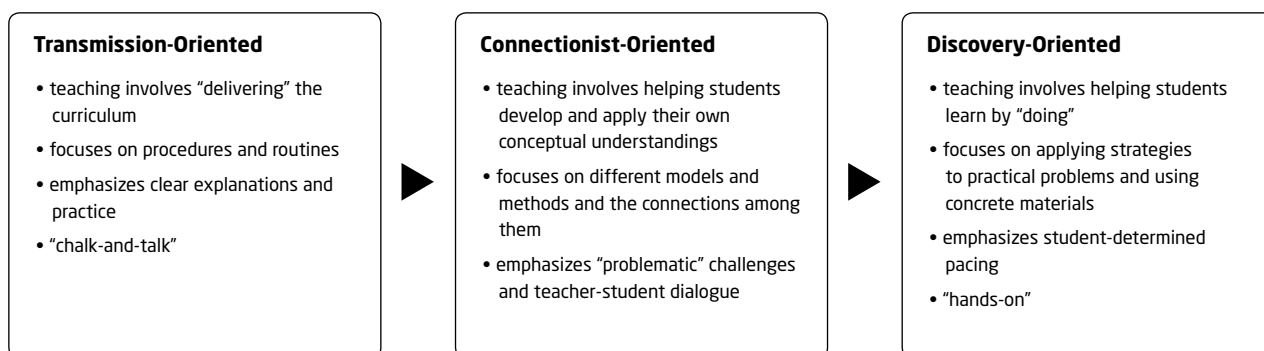 Transmission-Oriented
• teaching involves “delivering” the
curriculum
• focuses on procedures and routines
• emphasizes clear explanations and
practice
• “chalk-and-talk”
Connectionist-Oriented
• teaching involves helping students
develop and apply their own
conceptual understandings
• focuses on different models and
methods and the connections among
them
• emphasizes “problematic” challenges
and teacher-student dialogue
Discovery-Oriented
• teaching involves helping students
learn by “doing”
• focuses on applying strategies
to practical problems and using
concrete materials
• emphasizes student-determined
pacing
• “hands-on”